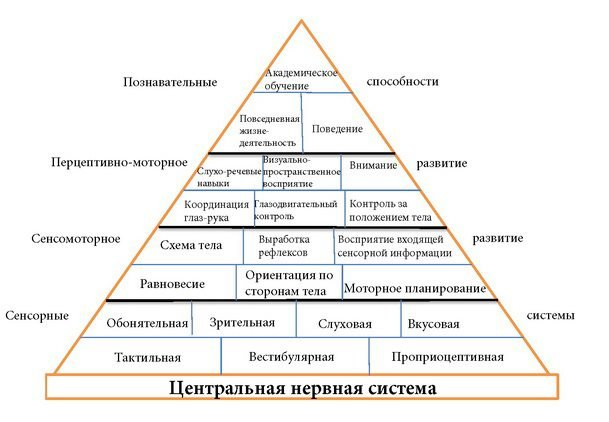 Академическое
обучение
Познавательные
способности
Повседневная
жизне-
деятельность
Поведение
Перцептивно-моторное
развитие
Слухо-речевые
навыки
Визуально-
пространственное
восприятие
Внимание
Координация
глаз-рука
Глазодвигательный
контроль
Контроль за
положением тела
Сенсомоторное
развитие
Схема тела
Выработка
рефлексов
Восприятие входящей
сенсорной информации
Равновесие
Ориентация по
сторонам тела
Моторное планирование
Сенсорные
системы
Обонятельная
Зрительная
Слуховая
Вкусовая
Тактильная
Вестибулярная
Проприоцептивная
Центральная нервная система